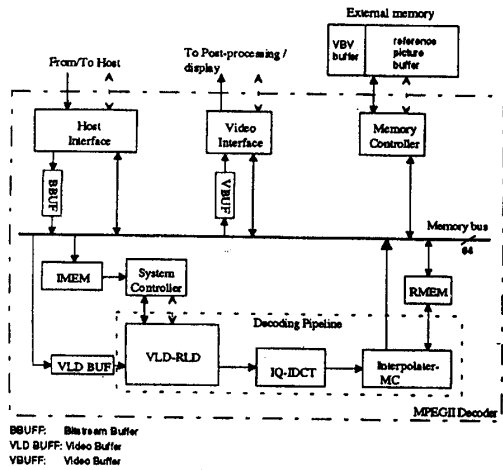 External memory
VBV
buffer
reference
picture
buffer
To Post-processing /
display
From/To Host
Host
Interface
Video
Interface
Memory
Controller
BBUF
VBUF
Memory bus
64
IMEM
System
Controller
RMEM
Decoding Pipeline
VLD BUF
VLD-RLD
IQ-IDCT
Interpolater-
MC
MPEGII Decoder
BBUFF: Bitstream Buffer
VLD BUFF: Video Buffer
VBUFF: Video Buffer